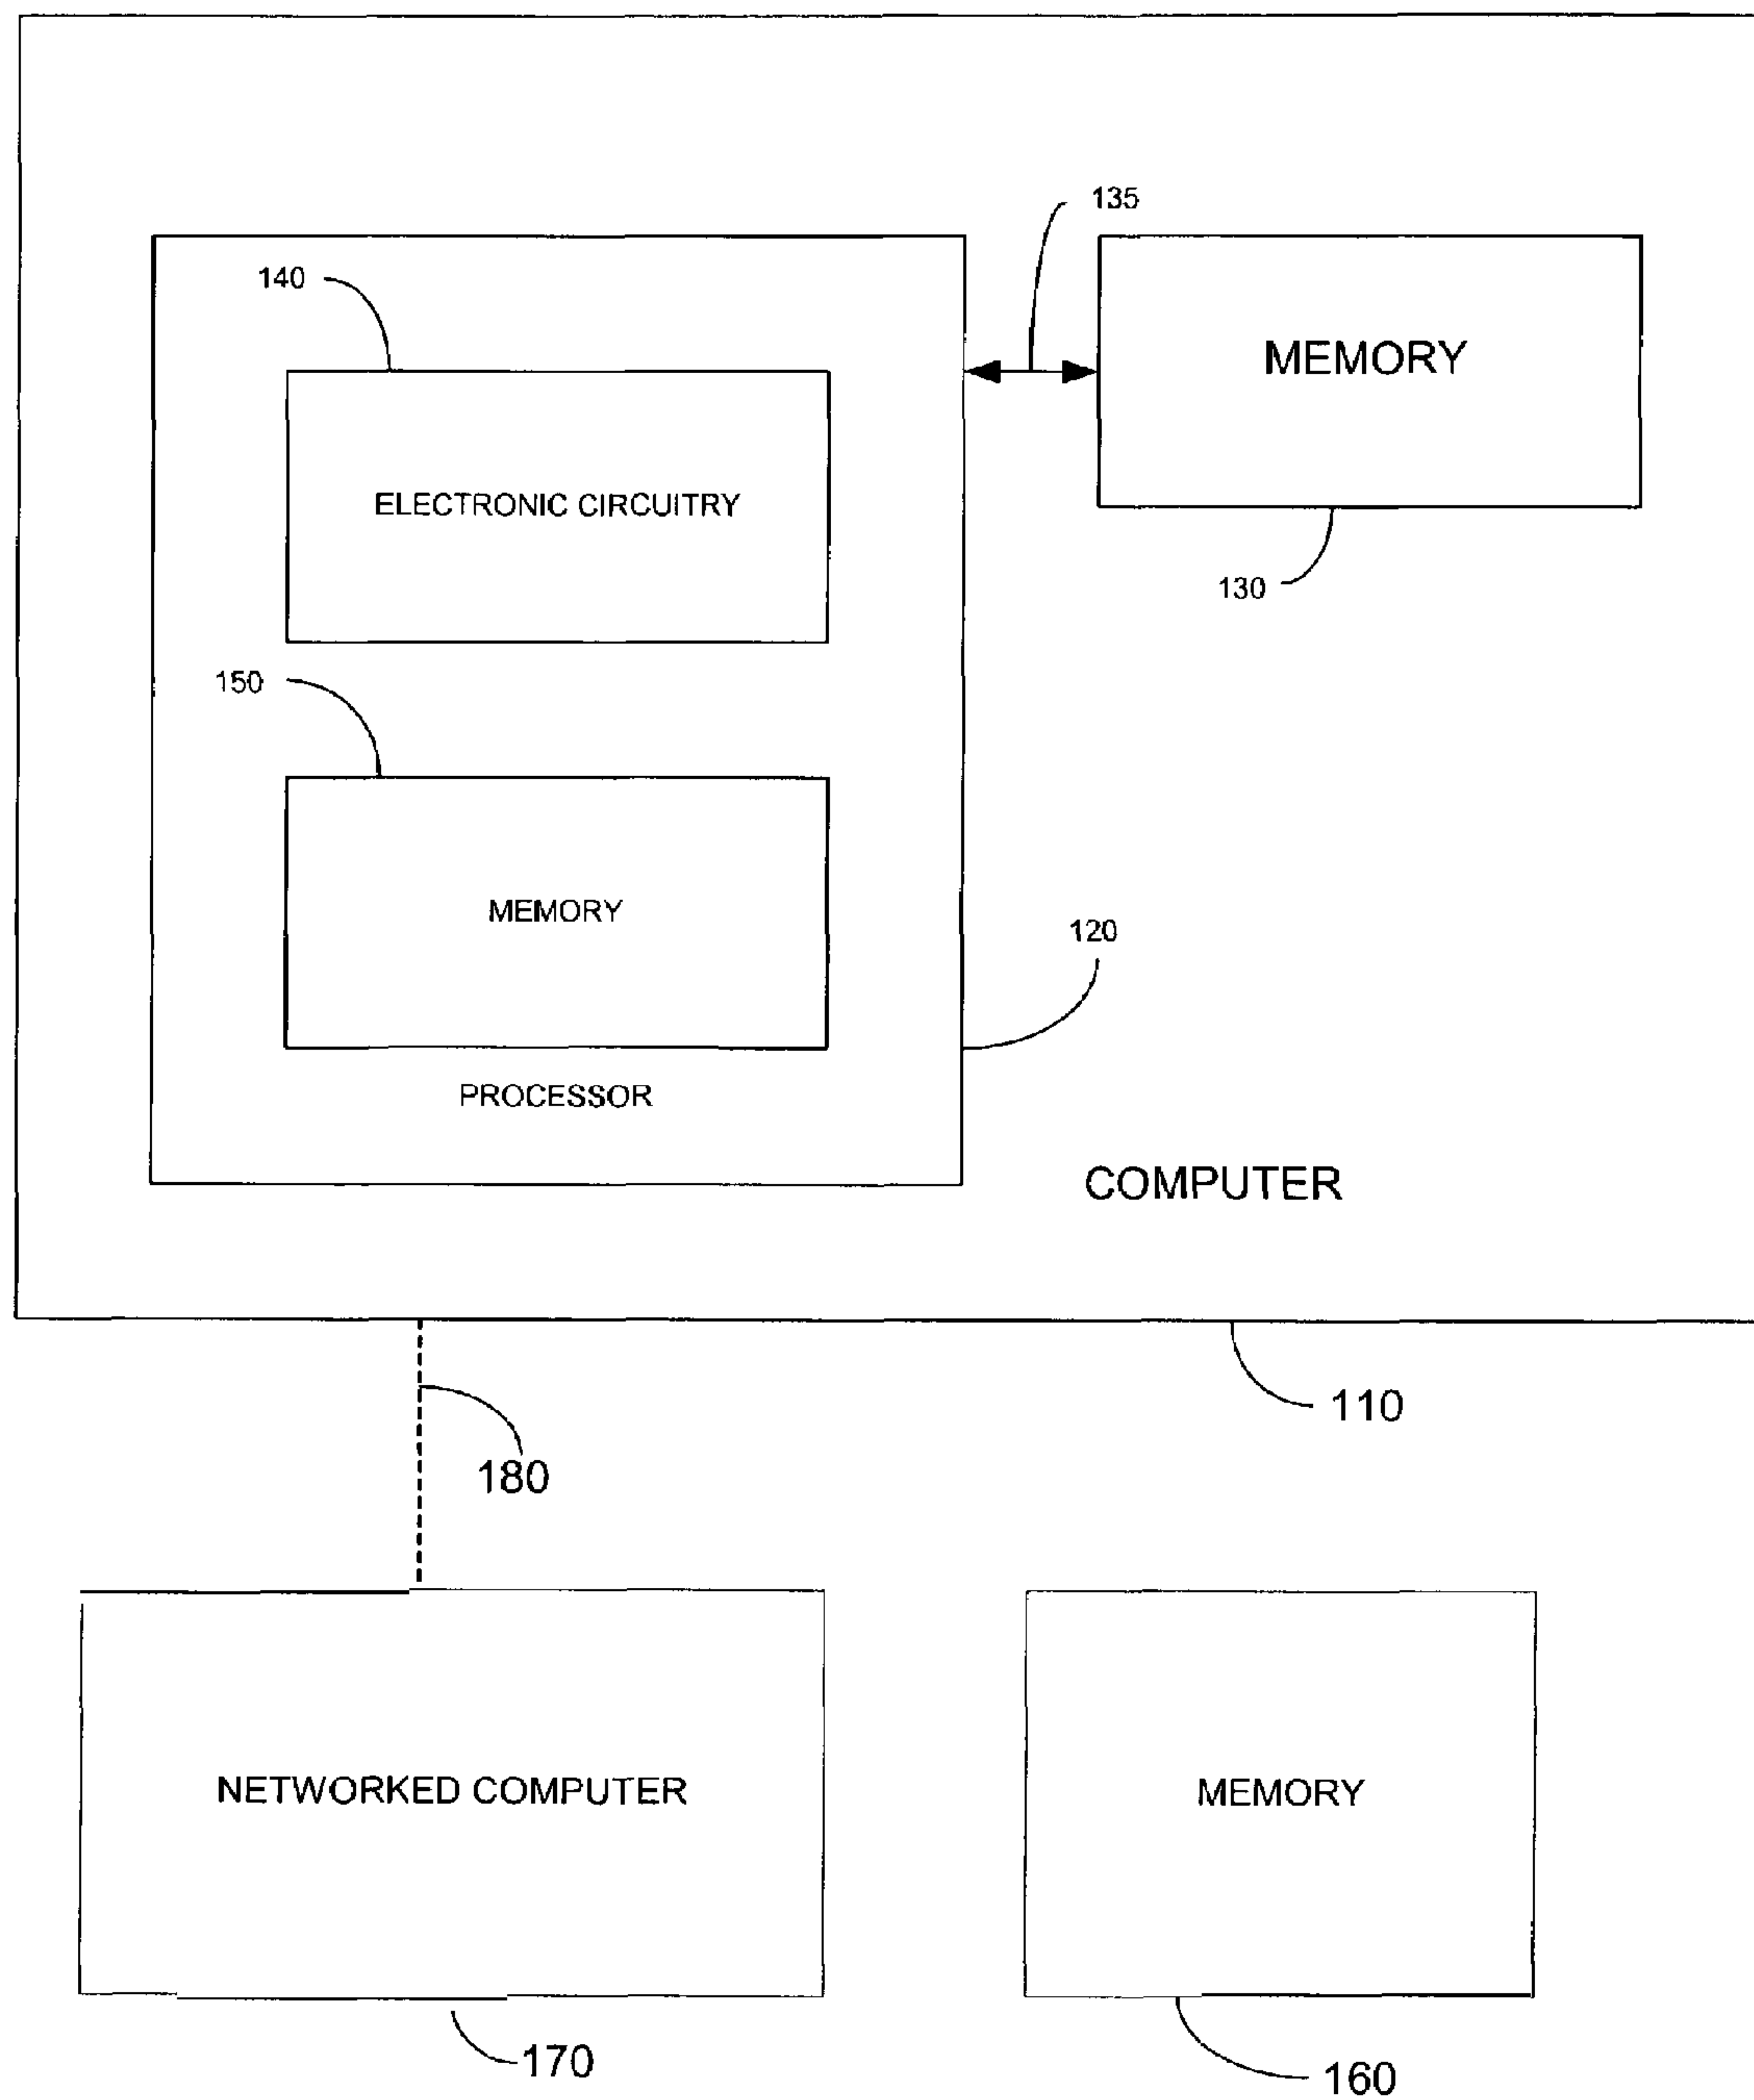 135
140
MEMORY
ELECTRONIC CIRCUITRY
130
150
MEMORY
120
PROCESSOR
COMPUTER
110
180
NETWORKED COMPUTER
MEMORY
170
160